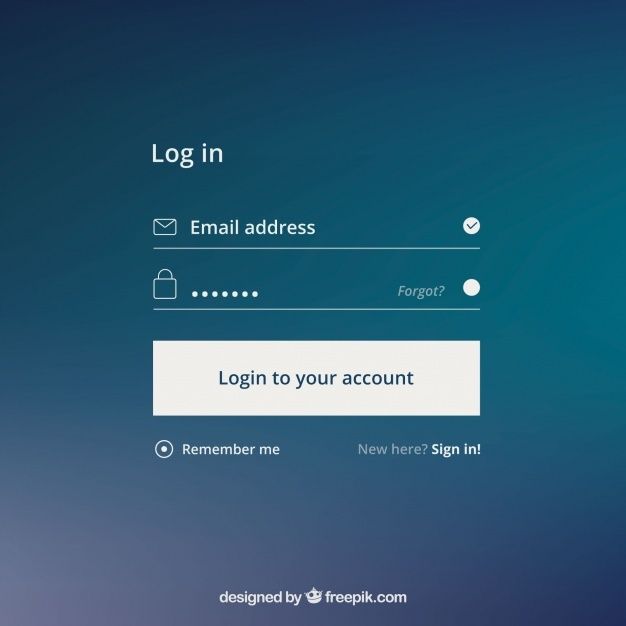 Log in
Email address
Forgot?
Login to your account
Remember me New here? Sign in!
designed by freepik.com